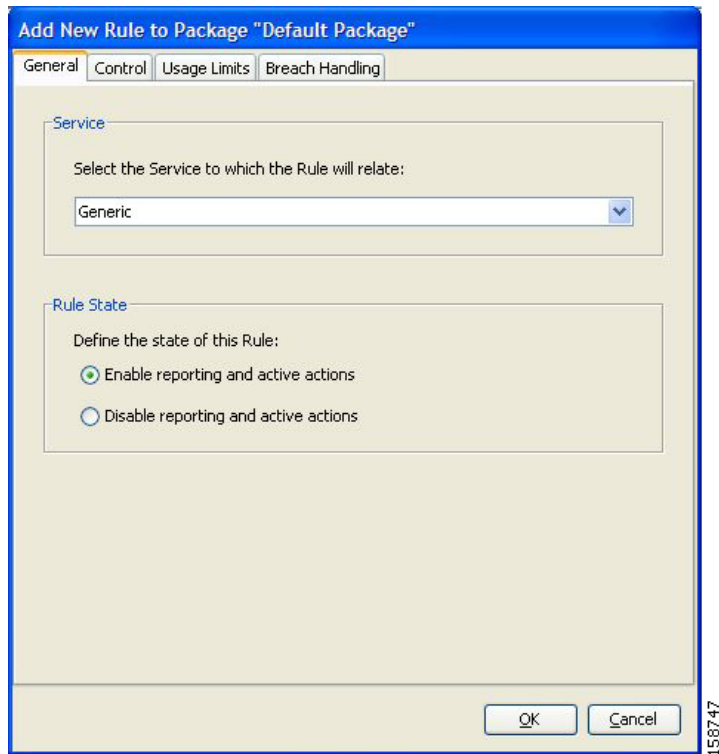 Add New Rule to Package "Default Package"
General Control Usage Limits Breach Handling
Service
Select the Service to which the Rule will relate:
Generic
Rule State
Define the state of this Rule:
Enable reporting and active actions
Disable reporting and active actions
OK Cancel
158747